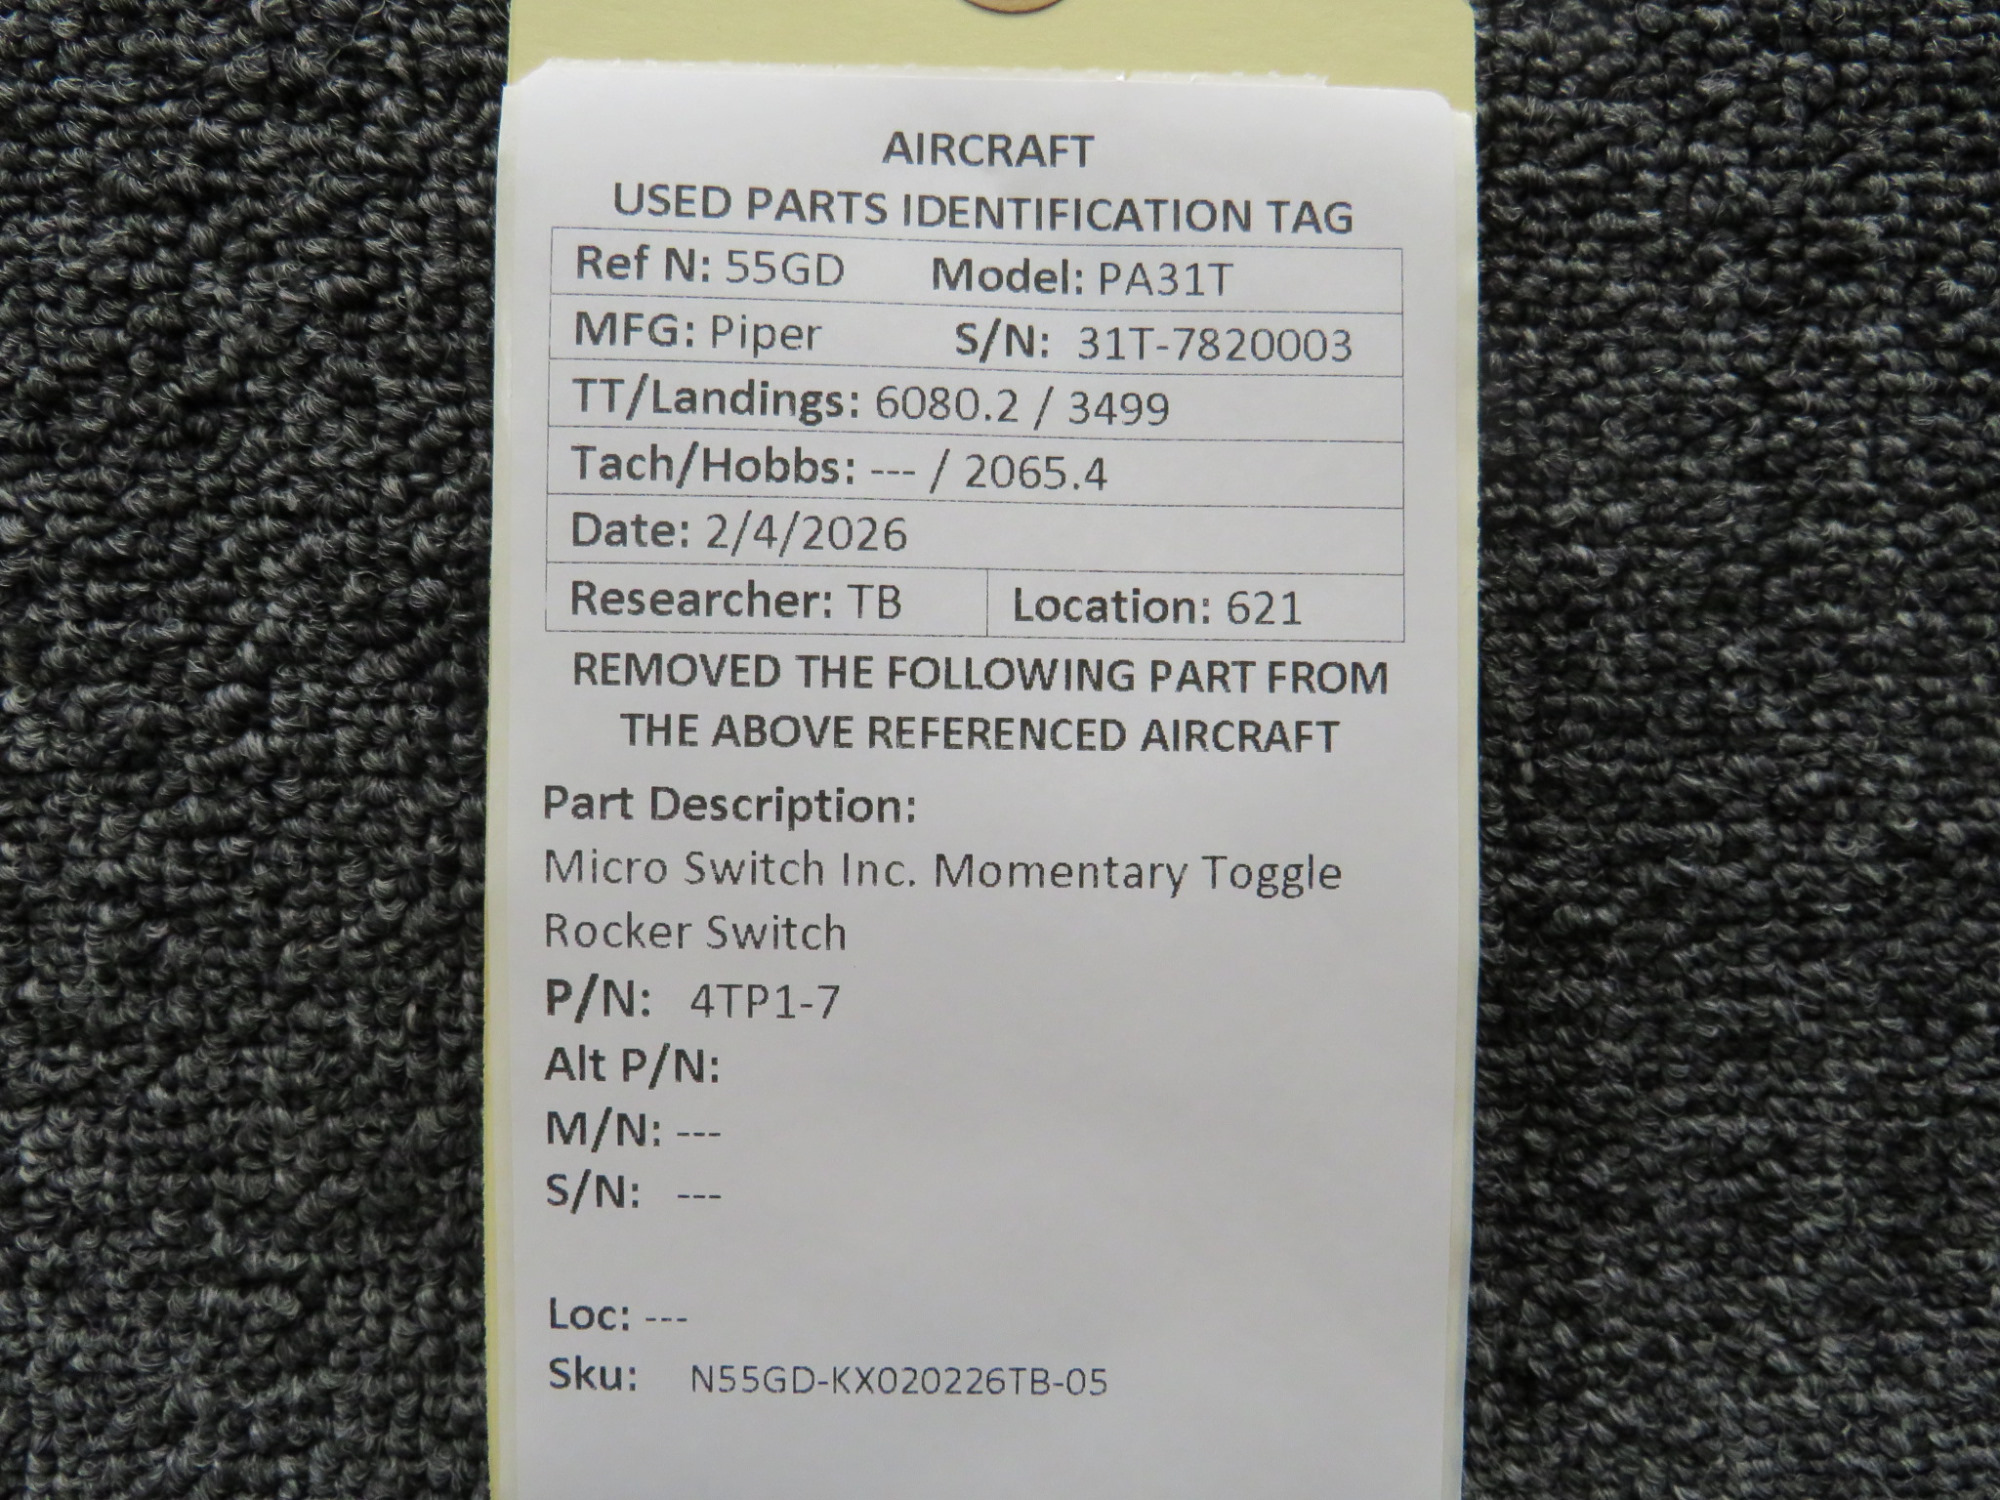 AIRCRAFT
USED PARTS IDENTIFICATION TAG
Ref N: 55GD Model: PA31T
MFG: Piper S/N: 31T-7820003
TT/Landings: 6080.2 / 3499
Tach/Hobbs: --- / 2065.4
Date: 2/4/2026
Researcher: TB Location: 621
REMOVED THE FOLLOWING PART FROM
THE ABOVE REFERENCED AIRCRAFT
Part Description:
Micro Switch Inc. Momentary Toggle
Rocker Switch
P/N: 4TP1-7
Alt P/N:
M/N: ---
S/N: ---
Loc: ---
Sku: N55GD-KX020226TB-05